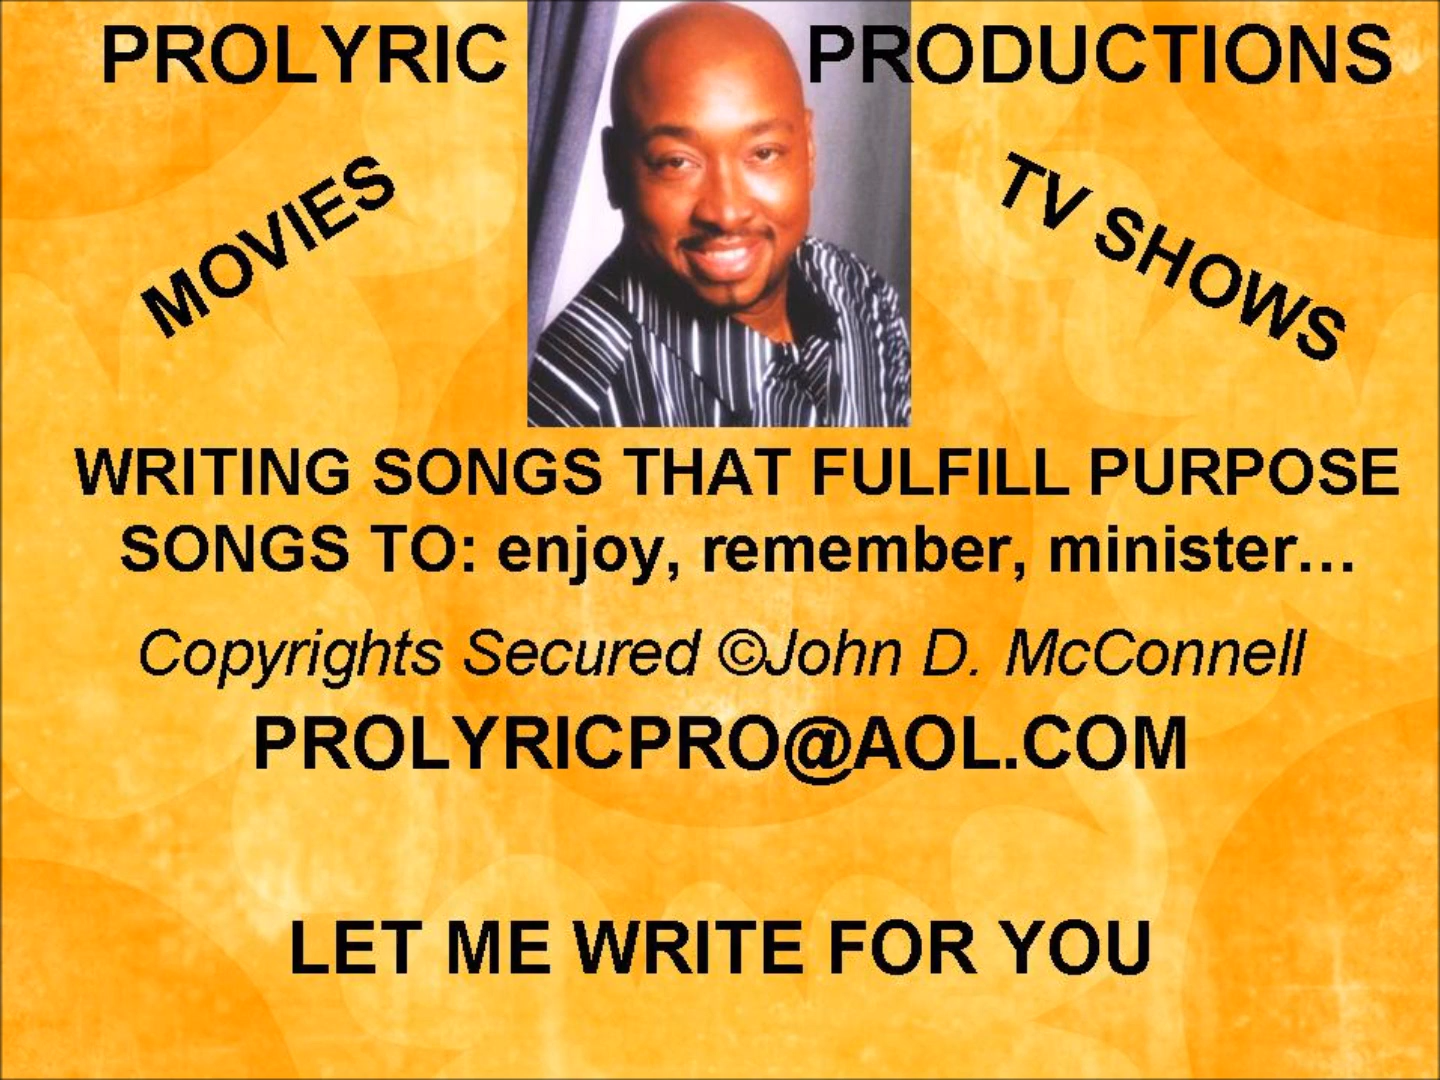 PROLYRIC PRODUCTIONS
MOVIES
TV SHOWS
WRITING SONGS THAT FULFILL PURPOSE
SONGS TO: enjoy, remember, minister...
Copyrights Secured ©John D. McConnell
PROLYRICPRO@AOL.COM
LET ME WRITE FOR YOU